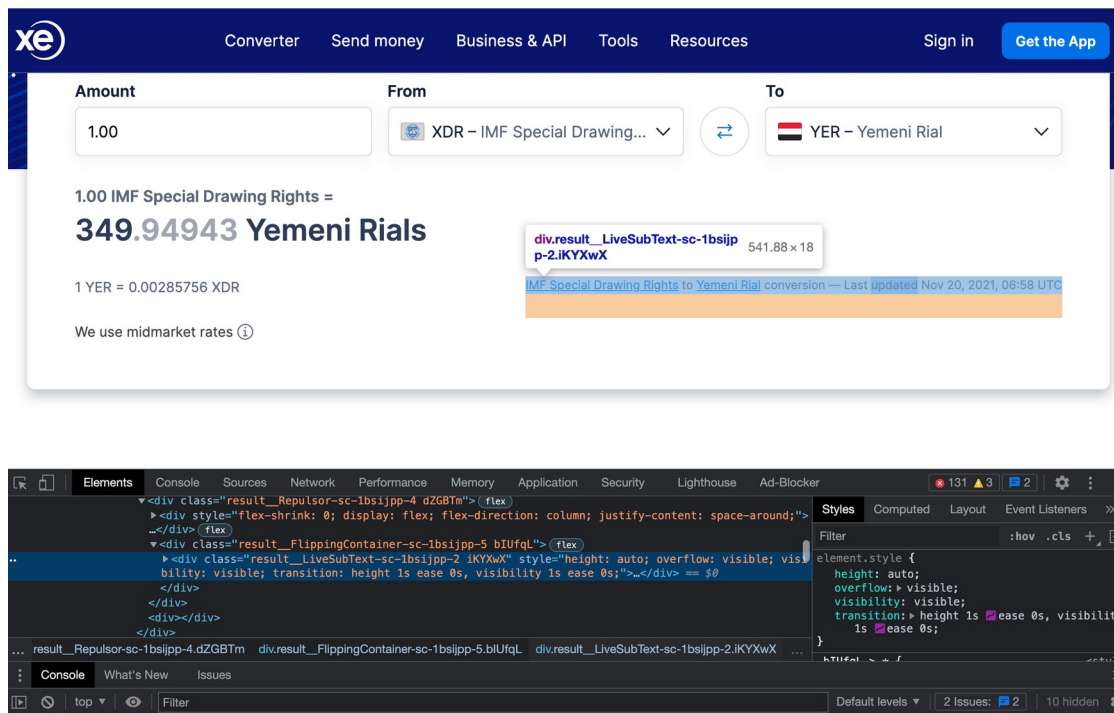 xe
Converter Send money Business & API Tools Resources Sign in Get the App
Amount From To
1.00 XDR – IMF Special Drawing... YER – Yemeni Rial
1.00 IMF Special Drawing Rights =
349.94943 Yemeni Rials
div.result__LiveSubText-sc-1bsijp
p-2.iKYXwX 541.88 × 18
1 YER = 0.00285756 XDR
IMF Special Drawing Rights to Yemeni Rial conversion — Last updated Nov 20, 2021, 06:58 UTC
We use midmarket rates
Elements Console Sources Network Performance Memory Application Security Lighthouse Ad-Blocker 131 3 2
▼<div class="result__Repulsor-sc-1bsijpp-4 dZGBTm"> flex
▶<div style="flex-shrink: 0; display: flex; flex-direction: column; justify-content: space-around;">
…</div> flex
▼<div class="result__FlippingContainer-sc-1bsijpp-5 bIUfqL"> flex
▶<div class="result__LiveSubText-sc-1bsijpp-2 iKYXwX" style="height: auto; overflow: visible; visi
bility: visible; transition: height 1s ease 0s, visibility 1s ease 0s;">…</div> == $0
</div>
</div>
<div></div>
</div>
... result__Repulsor-sc-1bsijpp-4.dZGBTm div.result__FlippingContainer-sc-1bsijpp-5.bIUfqL div.result__LiveSubText-sc-1bsijpp-2.iKYXwX ...
Styles Computed Layout Event Listeners »
Filter :hov .cls +
element.style {
height: auto;
overflow: ▶ visible;
visibility: visible;
transition: ▶ height 1s ease 0s, visibilit
1s ease 0s;
}
Console What's New Issues
top ▼ Filter Default levels ▼ 2 Issues: 2 10 hidden